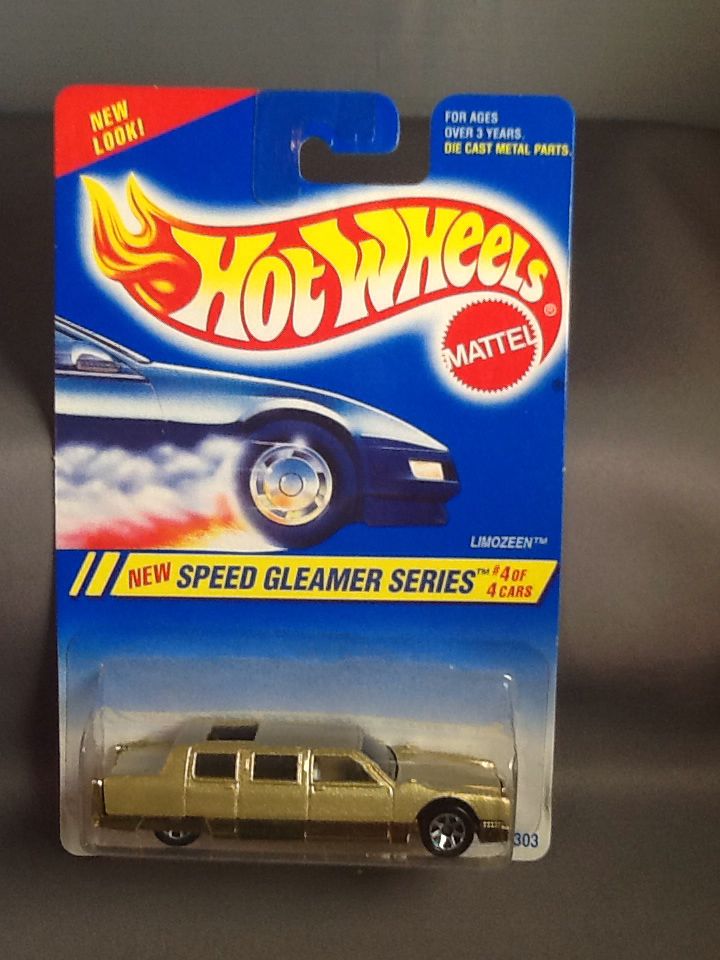 NEW
LOOK!
FOR AGES
OVER 3 YEARS.
DIE CAST METAL PARTS.
HOT WHEELS®
MATTEL
LIMOZEEN™
NEW SPEED GLEAMER SERIES™ #4 OF
4 CARS
303